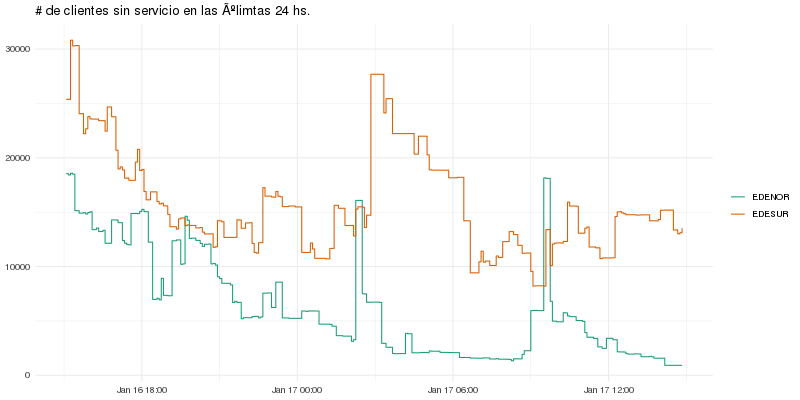 # de clientes sin servicio en las Ãºlimtas 24 hs.
30000
20000
10000
0
Jan 16 18:00
Jan 17 00:00
Jan 17 06:00
Jan 17 12:00
EDENOR
EDESUR